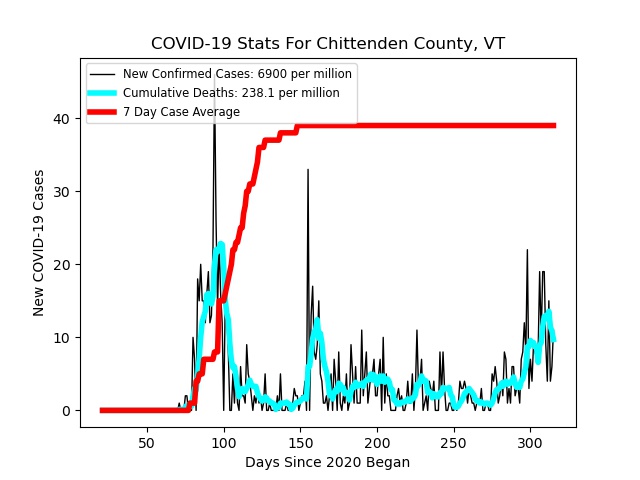 COVID-19 Stats For Chittenden County, VT
New Confirmed Cases: 6900 per million
Cumulative Deaths: 238.1 per million
7 Day Case Average
New COVID-19 Cases
40
30
20
10
0
50 100 150 200 250 300
Days Since 2020 Began